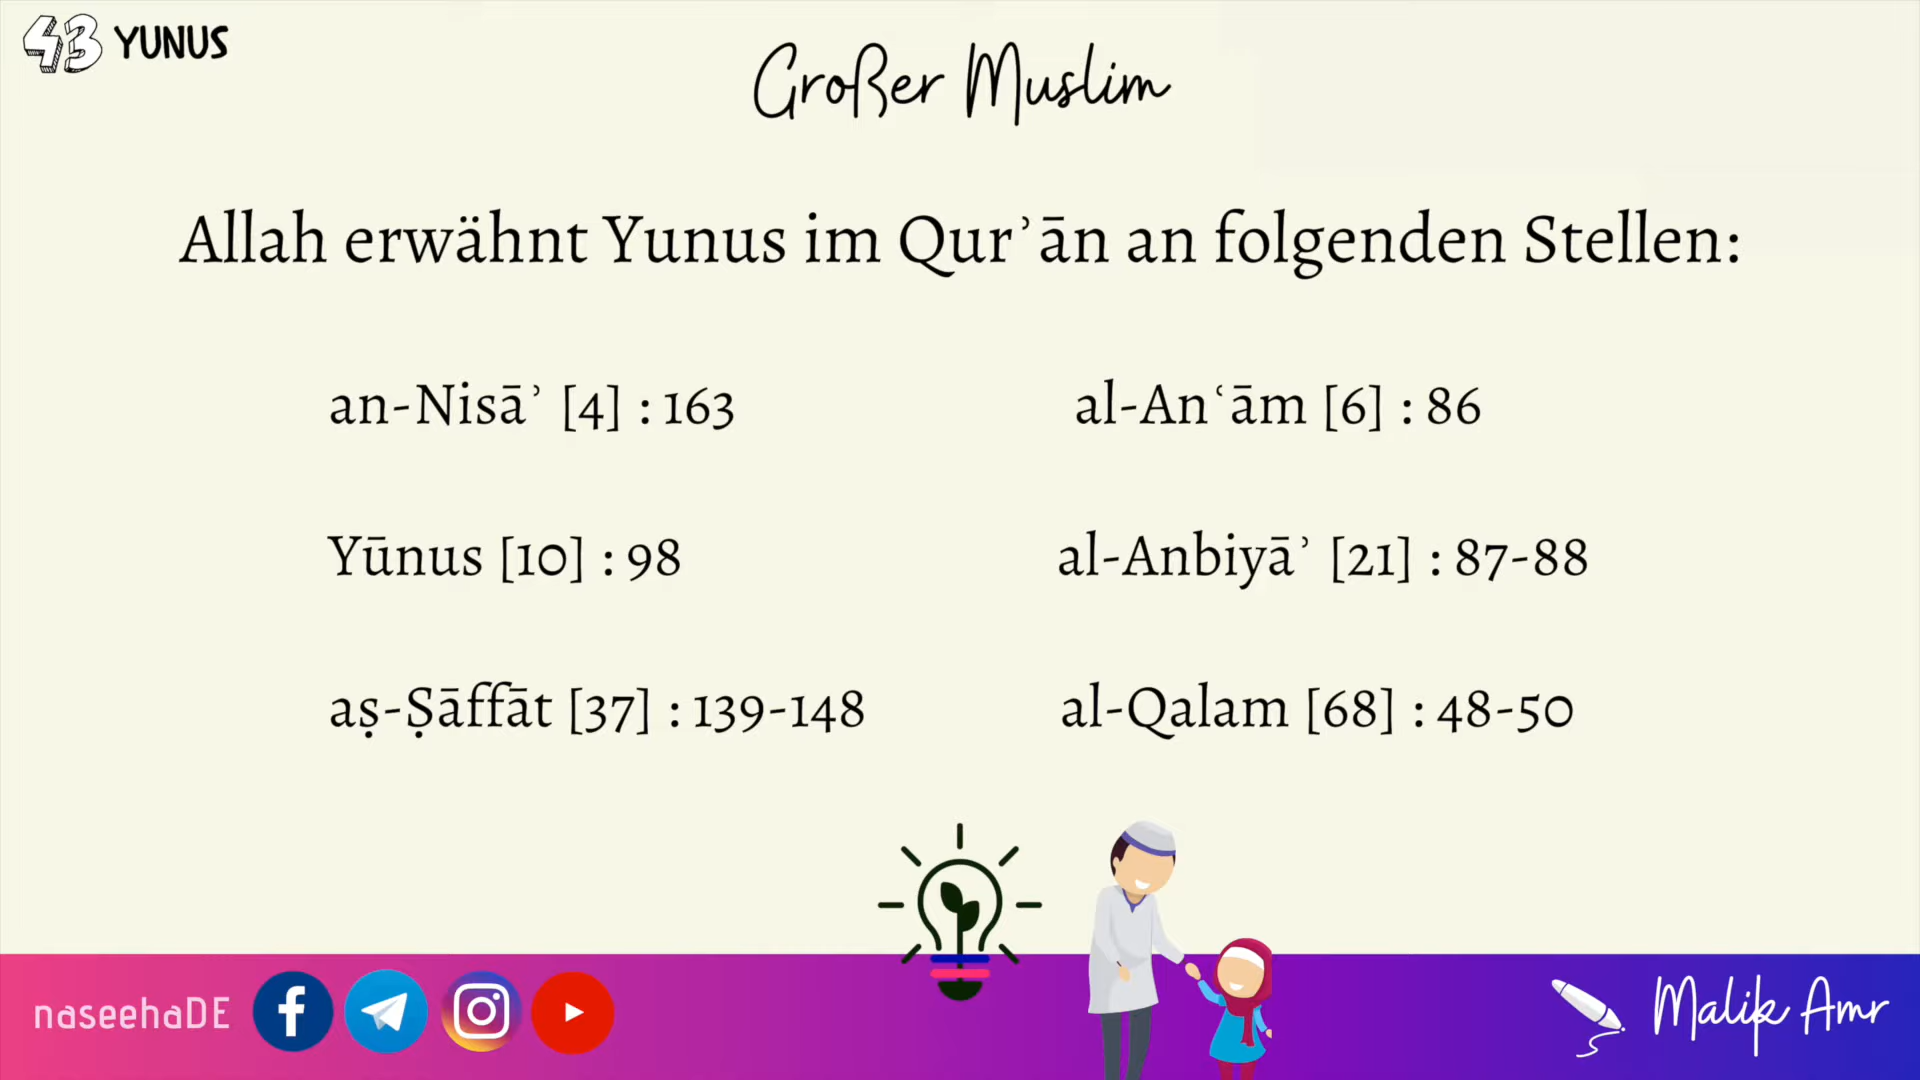 43 YUNUS
Großer Muslim
Allah erwähnt Yunus im Qurʾān an folgenden Stellen:
an-Nisāʾ [4] : 163
al-Anʿām [6] : 86
Yūnus [10] : 98
al-Anbiyāʾ [21] : 87-88
aṣ-Ṣāffāt [37] : 139-148
al-Qalam [68] : 48-50
naseehaDE
Malik Amr